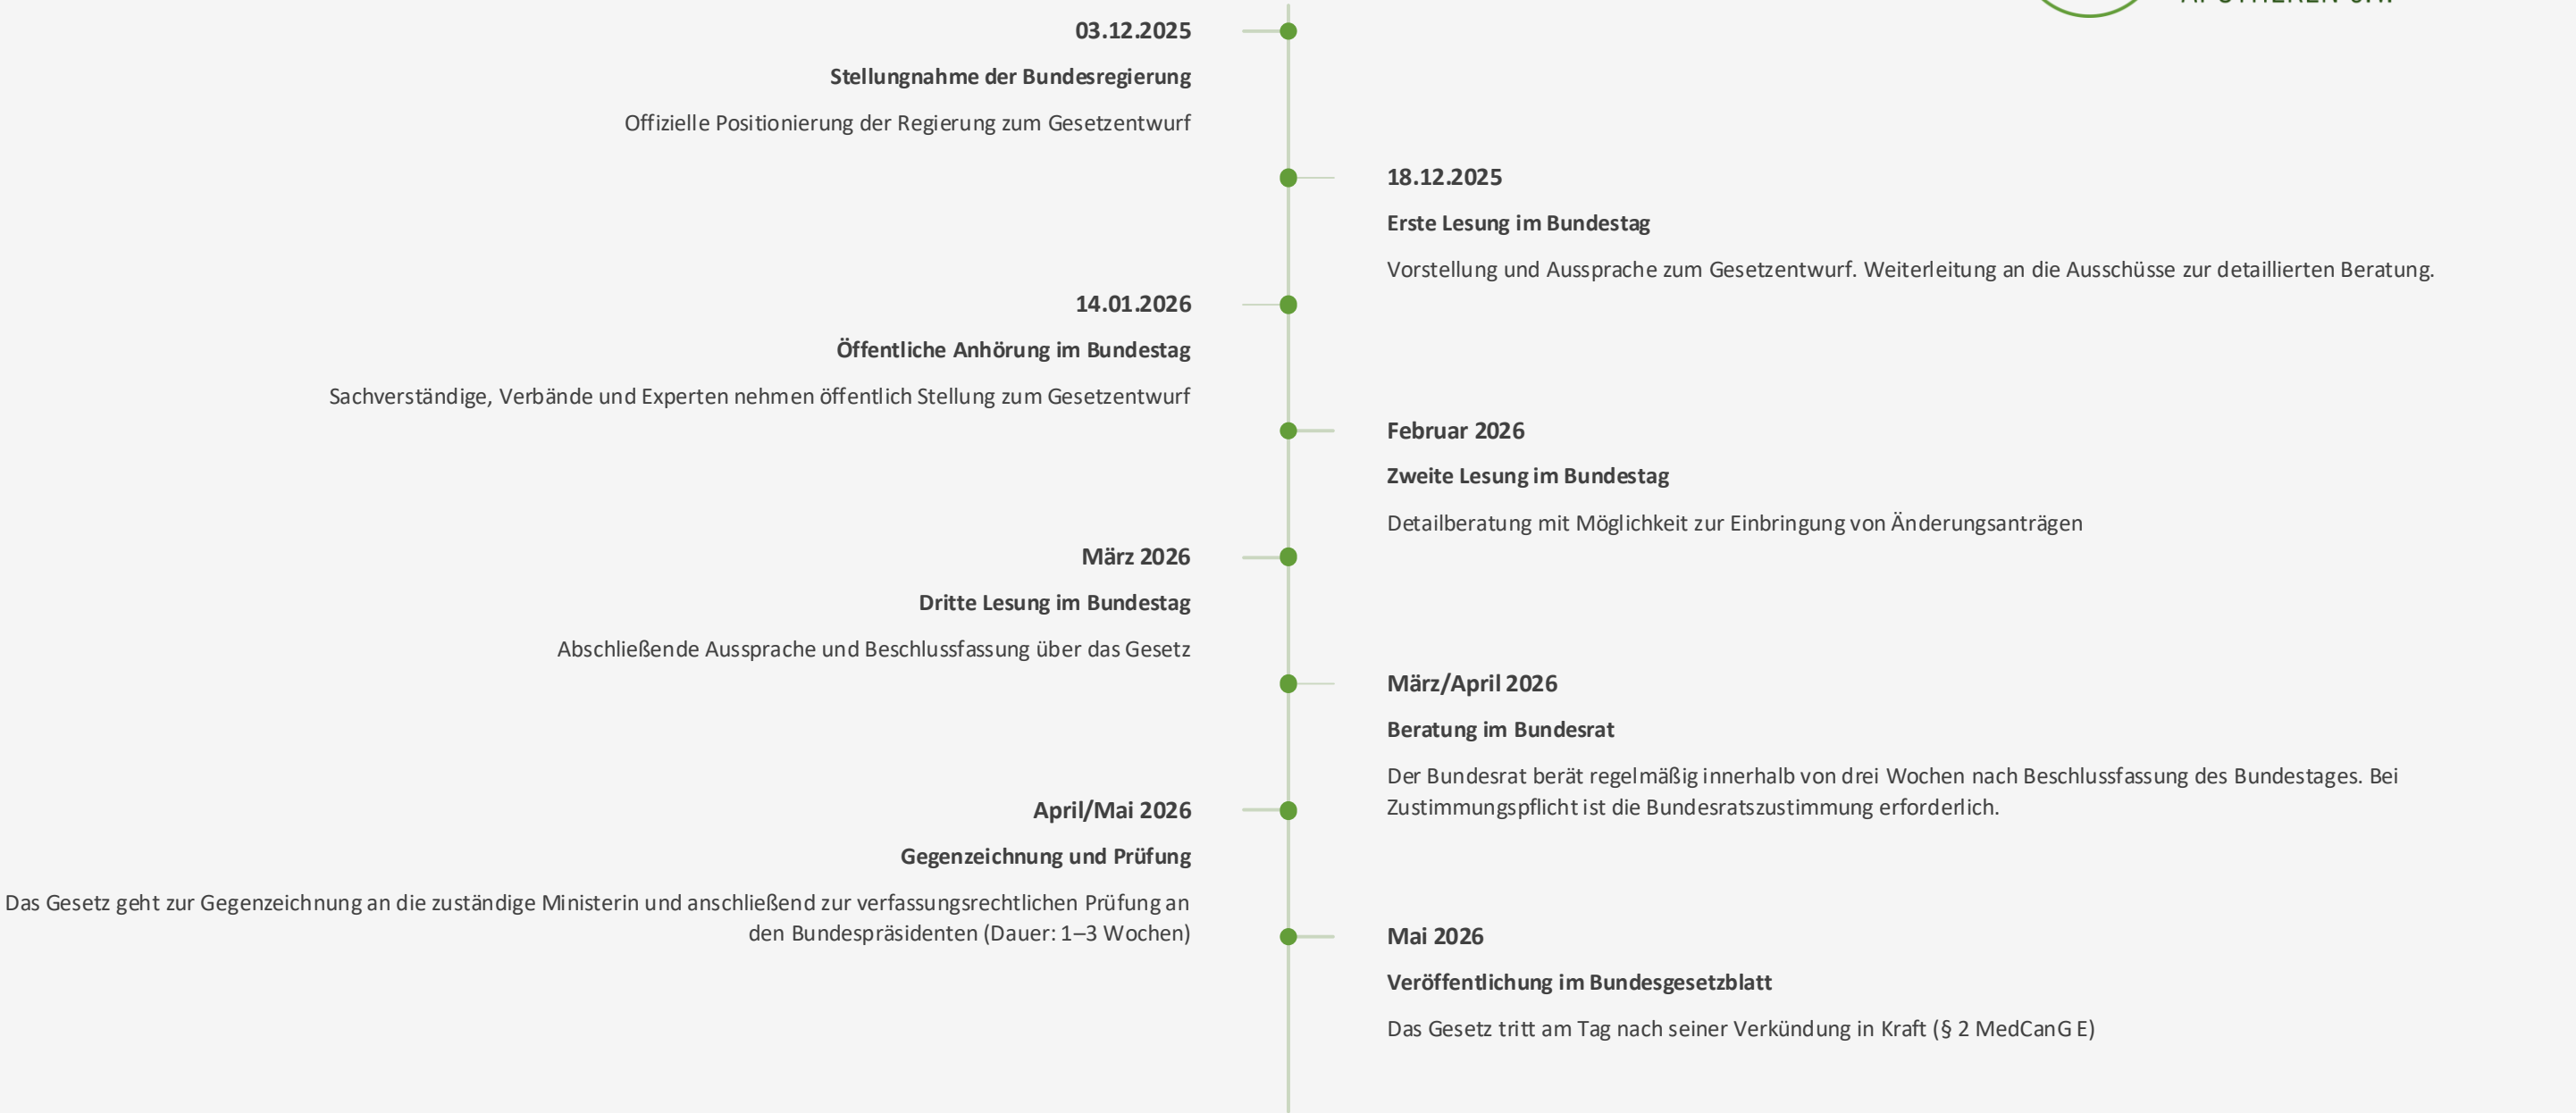 03.12.2025
Stellungnahme der Bundesregierung
Offizielle Positionierung der Regierung zum Gesetzentwurf
18.12.2025
Erste Lesung im Bundestag
Vorstellung und Aussprache zum Gesetzentwurf. Weiterleitung an die Ausschüsse zur detaillierten Beratung.
14.01.2026
Öffentliche Anhörung im Bundestag
Sachverständige, Verbände und Experten nehmen öffentlich Stellung zum Gesetzentwurf
Februar 2026
Zweite Lesung im Bundestag
Detailberatung mit Möglichkeit zur Einbringung von Änderungsanträgen
März 2026
Dritte Lesung im Bundestag
Abschließende Aussprache und Beschlussfassung über das Gesetz
März/April 2026
Beratung im Bundesrat
Der Bundesrat berät regelmäßig innerhalb von drei Wochen nach Beschlussfassung des Bundestages. Bei
Zustimmungspflicht ist die Bundesratszustimmung erforderlich.
April/Mai 2026
Gegenzeichnung und Prüfung
Das Gesetz geht zur Gegenzeichnung an die zuständige Ministerin und anschließend zur verfassungsrechtlichen Prüfung an
den Bundespräsidenten (Dauer: 1–3 Wochen)
Mai 2026
Veröffentlichung im Bundesgesetzblatt
Das Gesetz tritt am Tag nach seiner Verkündung in Kraft (§ 2 MedCanG E)